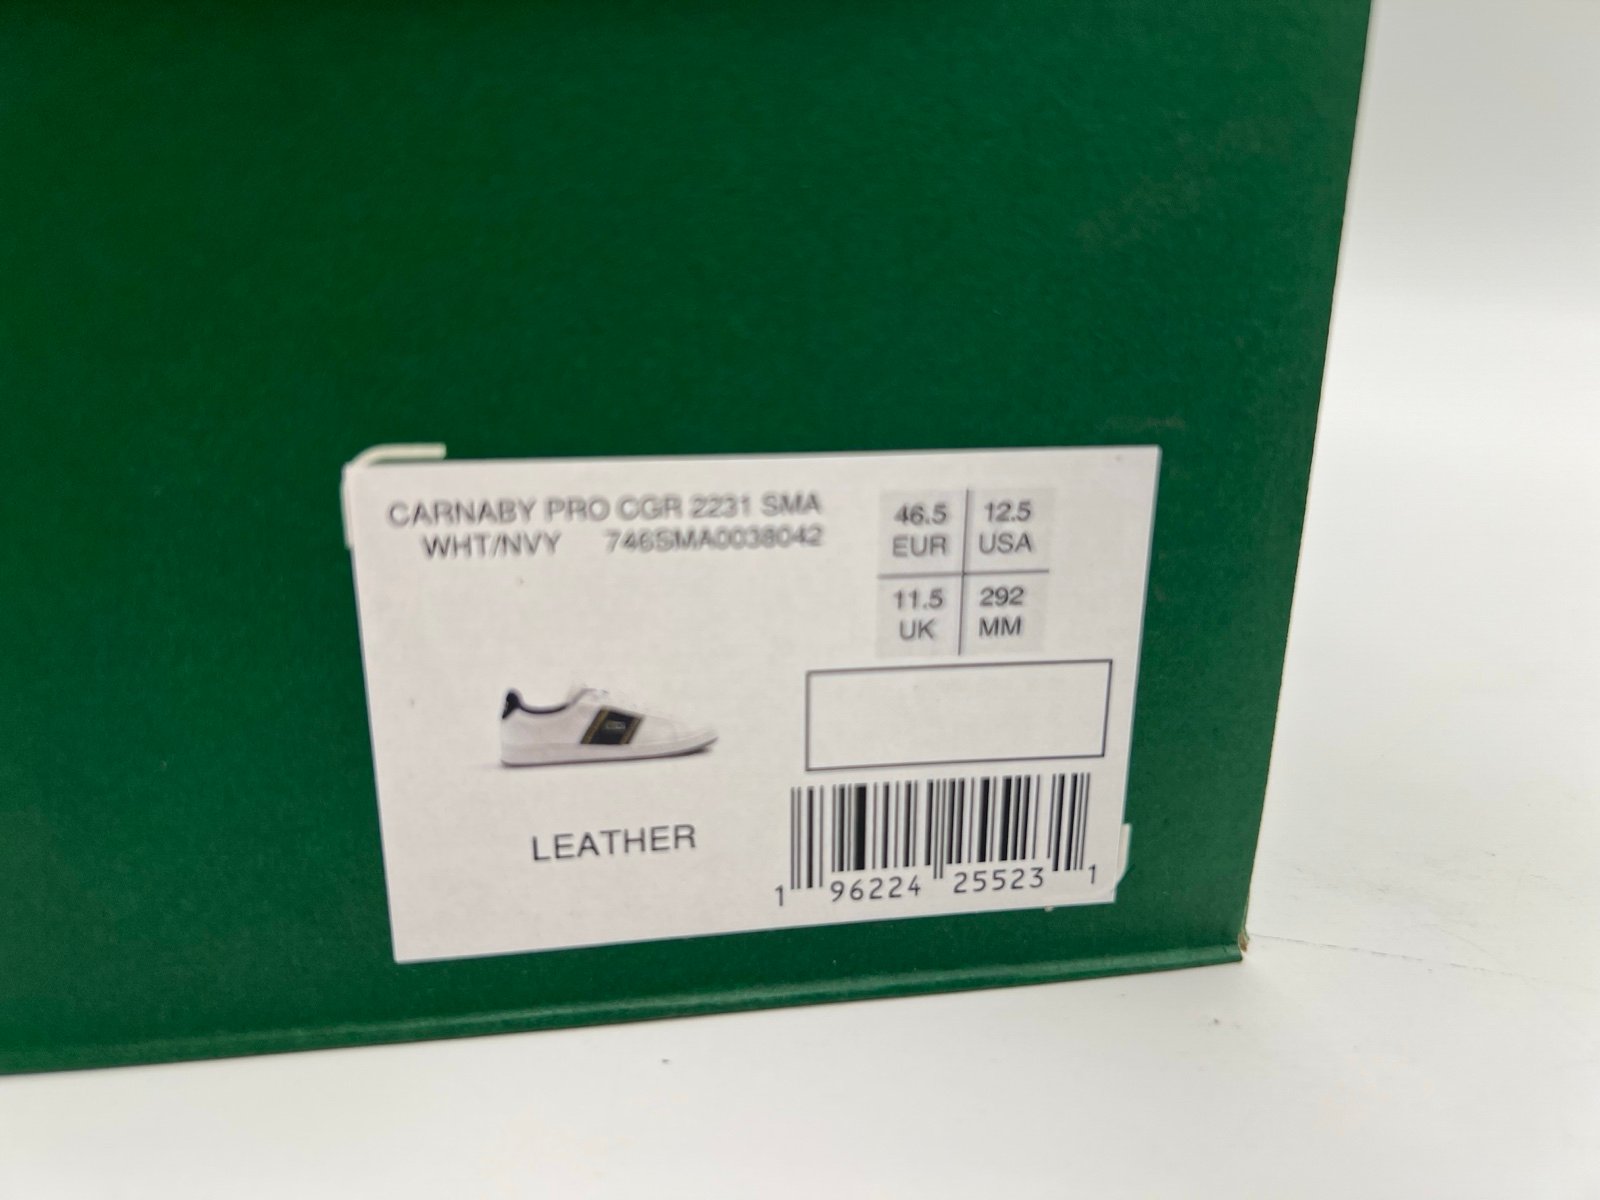 CARNABY PRO CGR 2231 SMA
WHT/NVY 746SMA0038042
46.5 12.5
EUR USA
11.5 292
UK MM
LEATHER
1 96224 25523 1